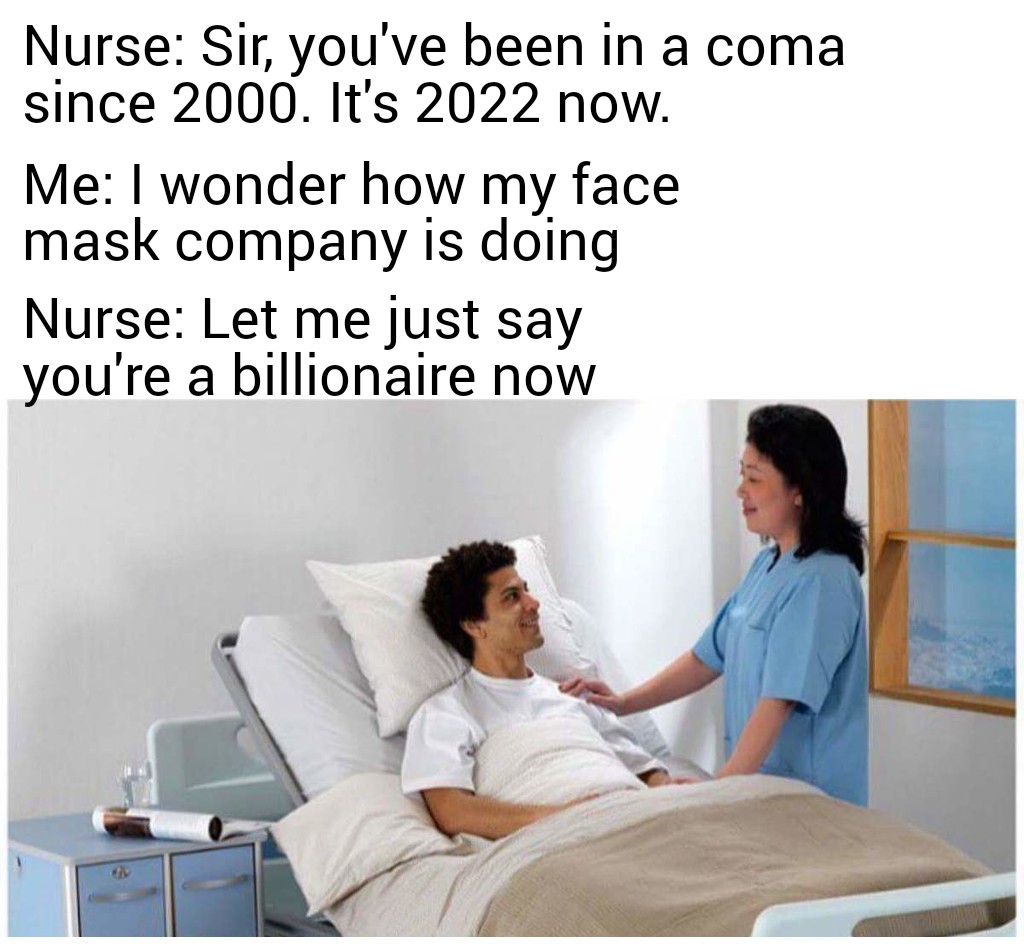 Nurse: Sir, you've been in a coma
since 2000. It's 2022 now.
Me: I wonder how my face
mask company is doing
Nurse: Let me just say
you're a billionaire now